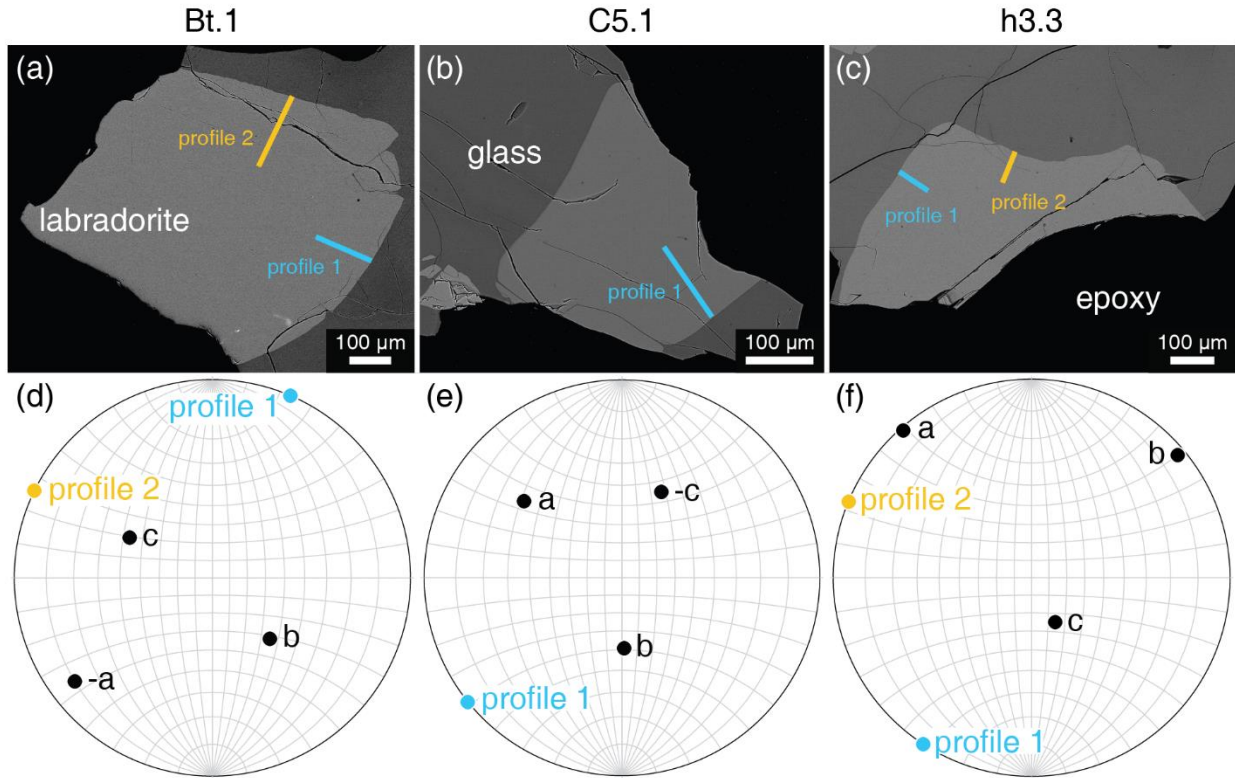 Bt.1 C5.1 h3.3
(a) (b) (c)
profile 2
labradorite
profile 1
100 µm
glass
profile 1
100 µm
profile 1
profile 2
epoxy
100 µm
(d) (e) (f)
profile 1
profile 2
c
b
-a
a
-c
b
profile 1
a
b
profile 2
c
profile 1